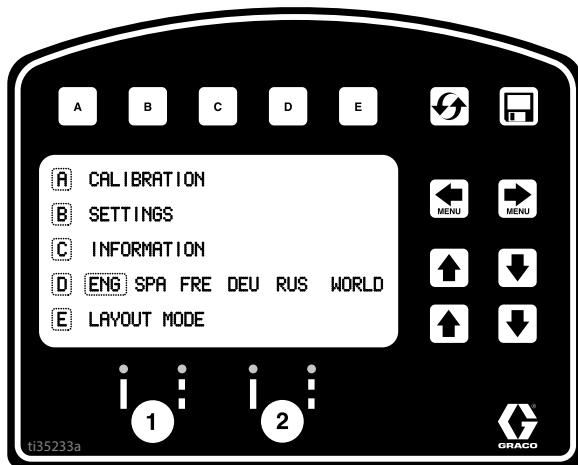 A B C D E
A CALIBRATION
B SETTINGS
C INFORMATION
D ENG SPA FRE DEU RUS WORLD
E LAYOUT MODE
MENU MENU
1 2
ti35233a
GRACO